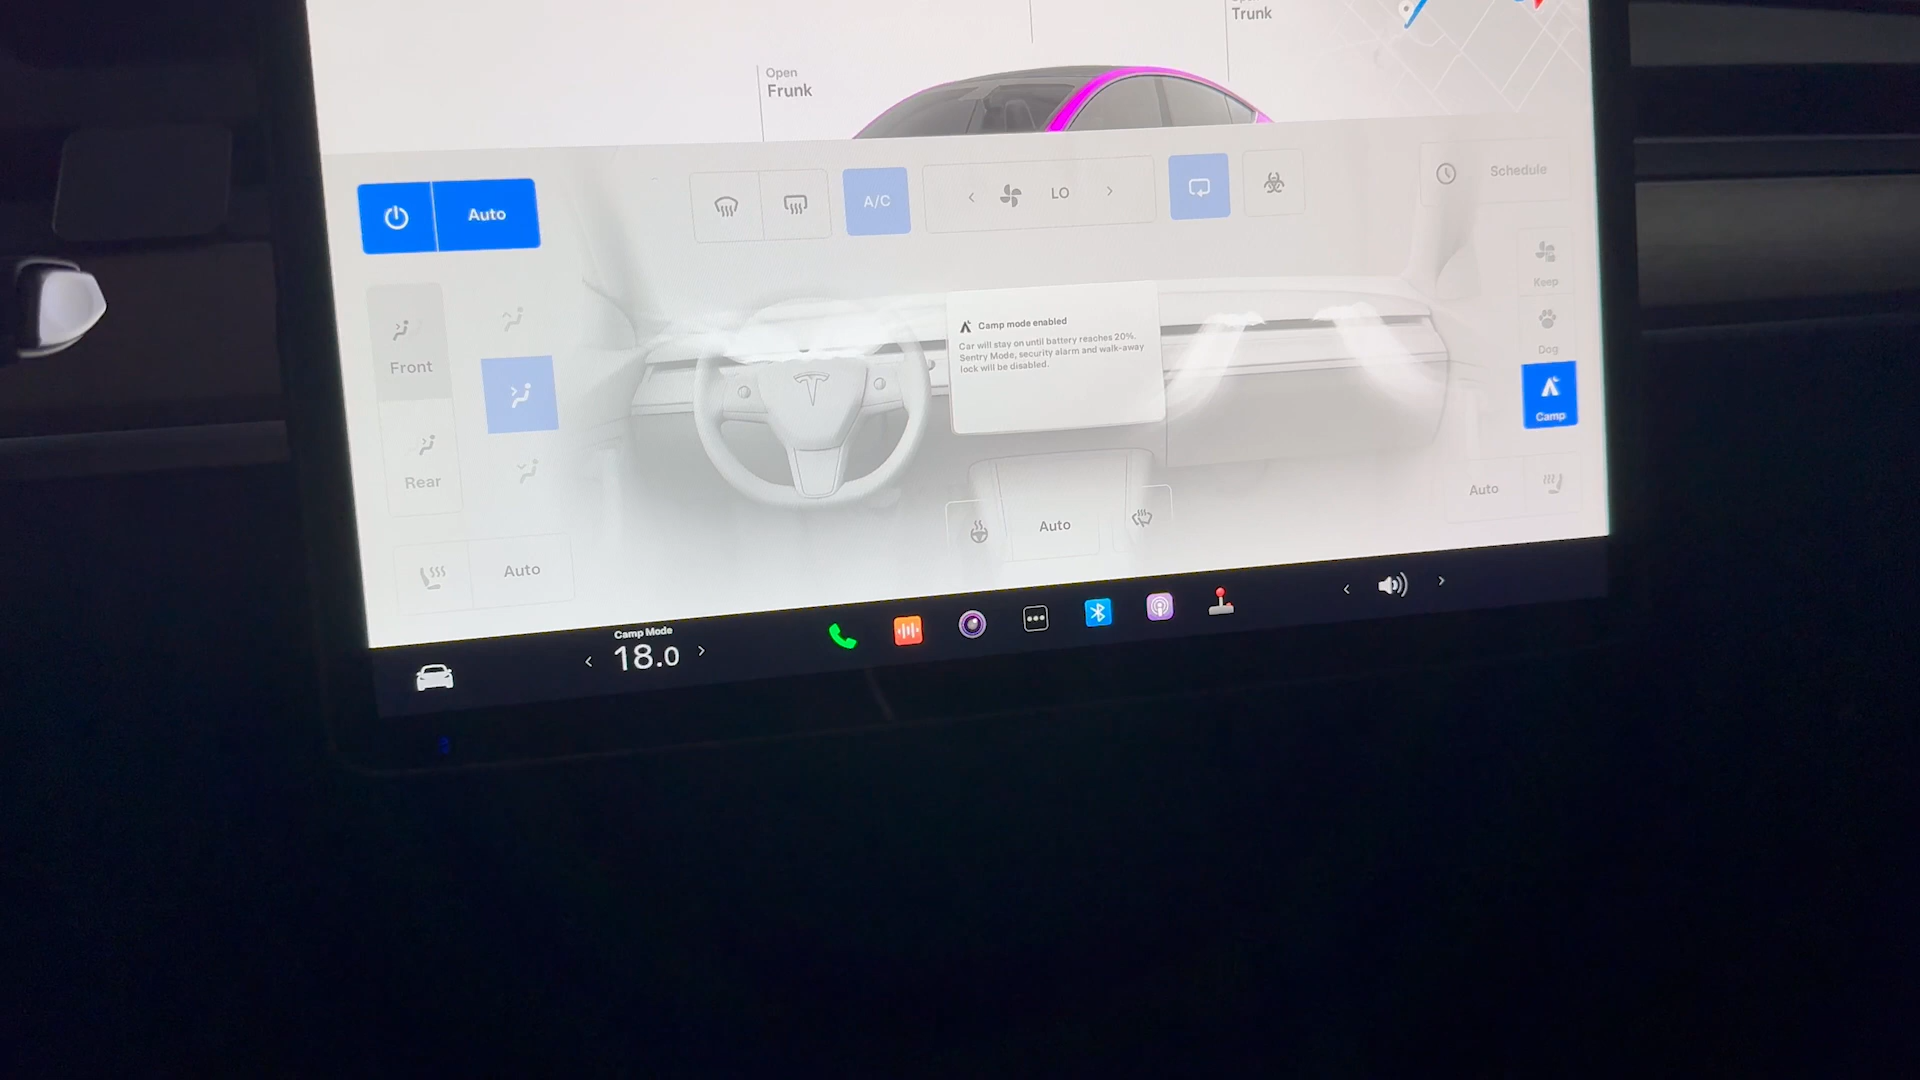 Trunk
Open
Frunk
Auto
A/C
LO
Schedule
Keep
Front
Camp mode enabled
Car will stay on until battery reaches 20%.
Sentry Mode, security alarm and walk-away
lock will be disabled.
Dog
Camp
Rear
Auto
Auto
Auto
Camp Mode
18.0